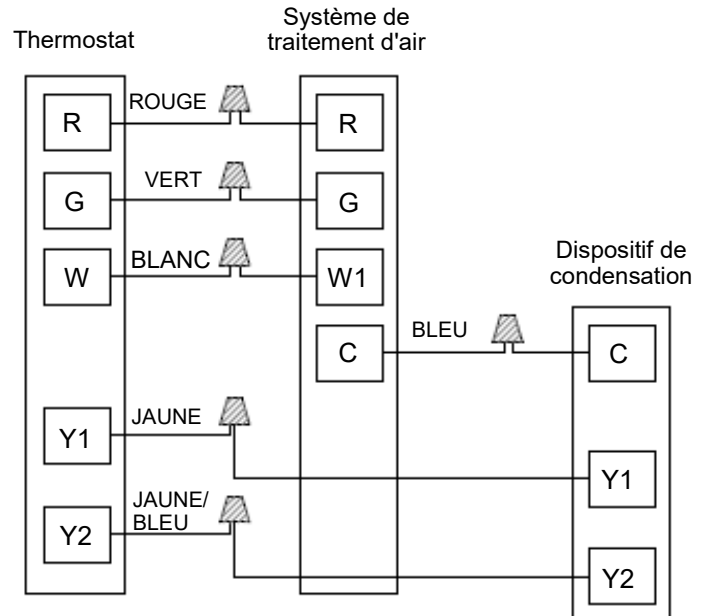 Thermostat
Système de
traitement d'air
R
ROUGE
R
G
VERT
G
W
BLANC
W1
Dispositif de
condensation
C
BLEU
C
Y1
JAUNE
Y1
Y2
JAUNE/
BLEU
Y2